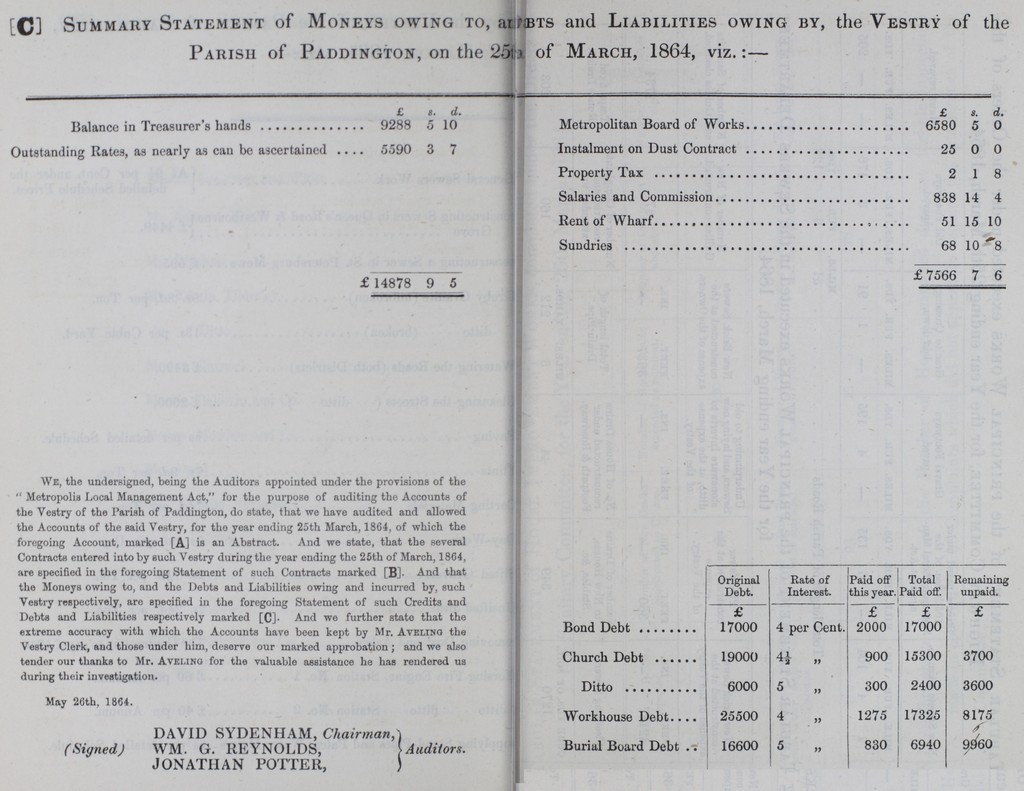 [C] SUMMARY STATEMENT of MONEYS OWING TO, BTS and LIABILITIES OWING BY, the VESTRY of the
PARISH of PADDINGTON, on the 25th of MARCH, 1864, viz.:—
£ s. d.
Balance in Treasurer's hands .............. 9288 5 10
Outstanding Rates, as nearly as can be ascertained .... 5590 3 7
£ 14878 9 5
£ s. d.
Metropolitan Board of Works...................... 6580 5 0
Instalment on Dust Contract ...................... 25 0 0
Property Tax .................................. 2 1 8
Salaries and Commission.......................... 838 14 4
Rent of Wharf.................................. 51 15 10
Sundries ...................................... 68 10 8
£ 7566 7 6
WE, the undersigned, being the Auditors appointed under the provisions of the
"Metropolis Local Management Act," for the purpose of auditing the Accounts of
the Vestry of the Parish of Paddington, do state, that we have audited and allowed
the Accounts of the said Vestry, for the year ending 25th March, 1864, of which the
foregoing Account, marked [A] is an Abstract. And we state, that the several
Contracts entered into by such Vestry during the year ending the 25th of March, 1864,
are specified in the foregoing Statement of such Contracts marked [B]. And that
the Moneys owing to, and the Debts and Liabilities owing and incurred by, such
Vestry respectively, are specified in the foregoing Statement of such Credits and
Debts and Liabilities respectively marked [C]. And we further state that the
extreme accuracy with which the Accounts have been kept by Mr. AVELING the
Vestry Clerk, and those under him, deserve our marked approbation; and we also
tender our thanks to Mr. AVELING for the valuable assistance he has rendered us
during their investigation.
May 26th, 1864.
DAVID SYDENHAM, Chairman,
(Signed) WM. G. REYNOLDS, Auditors.
JONATHAN POTTER,
Original Debt. Rate of Interest. Paid off this year. Total Paid off. Remaining unpaid.
£ £ £ £
Bond Debt ........ 17000 4 per Cent. 2000 17000
Church Debt ...... 19000 4½ „ 900 15300 3700
Ditto .......... 6000 5 „ 300 2400 3600
Workhouse Debt.... 25500 4 „ 1275 17325 8175
Burial Board Debt .. 16600 5 „ 830 6940 9960